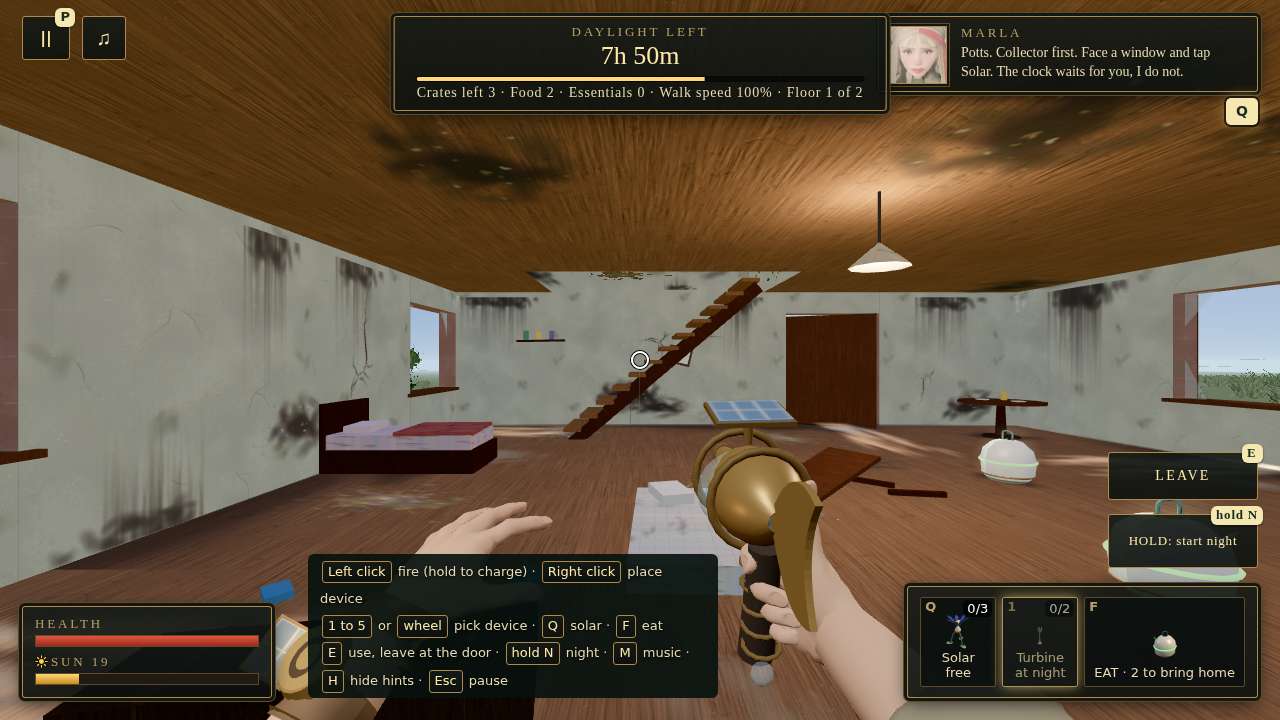 P
DAYLIGHT LEFT
7h 50m
Crates left 3 · Food 2 · Essentials 0 · Walk speed 100% · Floor 1 of 2
MARLA
Potts. Collector first. Face a window and tap
Solar. The clock waits for you, I do not.
Q
E
LEAVE
hold N
HOLD: start night
Left click fire (hold to charge) · Right click place
device
1 to 5 or wheel pick device · Q solar · F eat
E use, leave at the door · hold N night · M music ·
H hide hints · Esc pause
HEALTH
SUN 19
Q 0/3
Solar
free
1 0/2
Turbine
at night
F
EAT · 2 to bring home